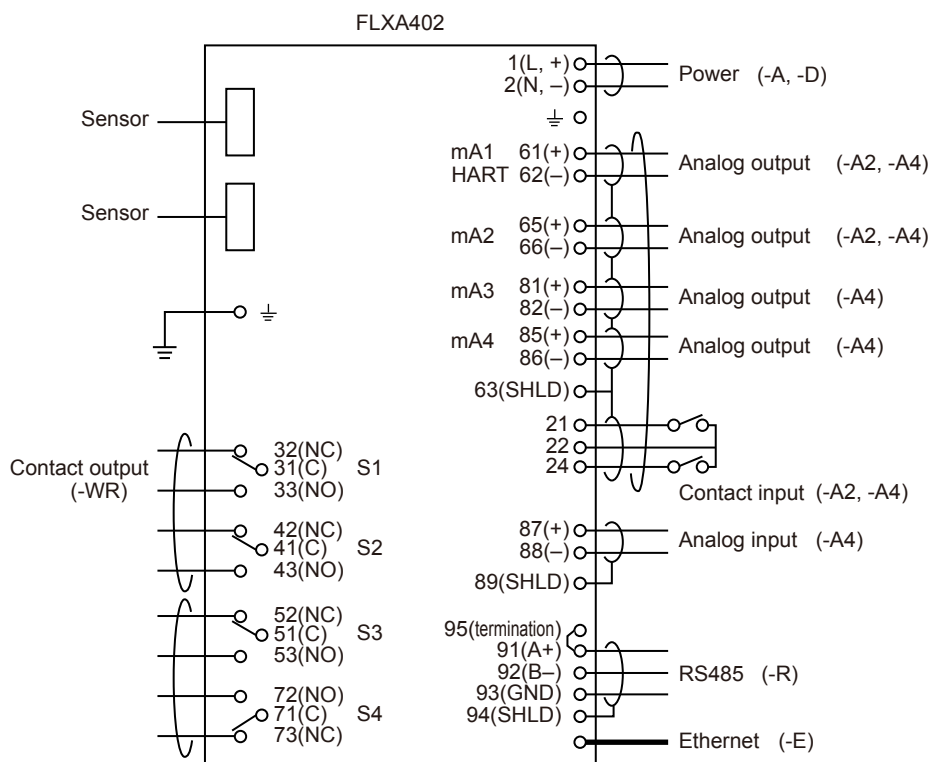 FLXA402
1(L, +)
2(N, –)
Power (-A, -D)
Sensor
Sensor
mA1 61(+)
HART 62(–)
Analog output (-A2, -A4)
mA2
65(+)
66(–)
Analog output (-A2, -A4)
mA3
81(+)
82(–)
Analog output (-A4)
mA4
85(+)
86(–)
Analog output (-A4)
63(SHLD)
21
22
24
Contact input (-A2, -A4)
87(+)
88(–)
Analog input (-A4)
89(SHLD)
95(termination)
91(A+)
92(B–)
93(GND)
94(SHLD)
RS485 (-R)
Ethernet (-E)
Contact output
(-WR)
32(NC)
31(C) S1
33(NO)
42(NC)
41(C) S2
43(NO)
52(NC)
51(C) S3
53(NO)
72(NO)
71(C) S4
73(NC)